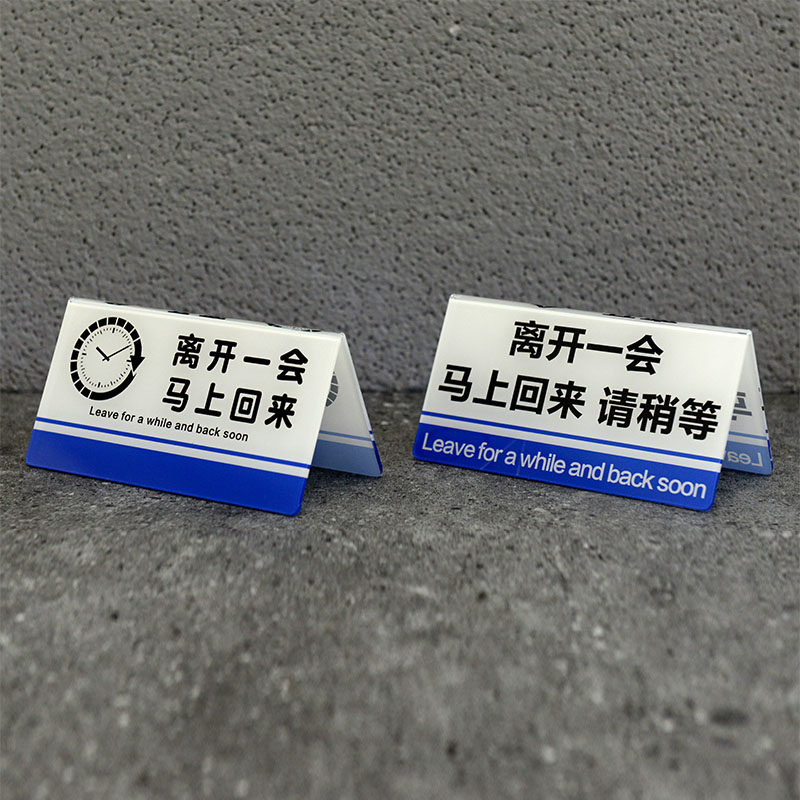 离开一会
马上回来
Leave for a while and back soon
离开一会
马上回来 请稍等
Leave for a while and back soon